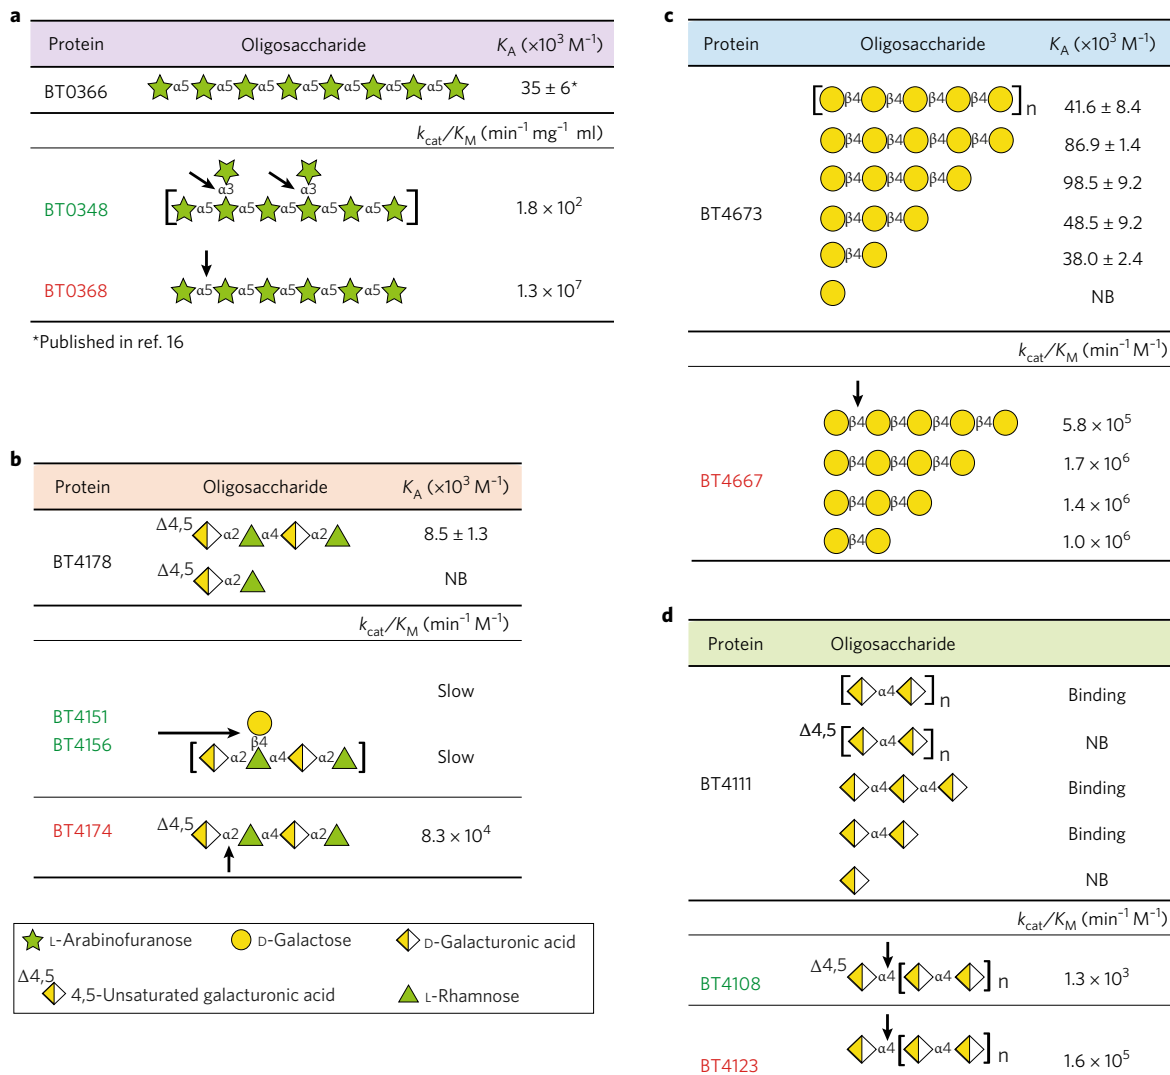 a
Protein Oligosaccharide K_A (×10³ M⁻¹)
BT0366 α5 α5 α5 α5 α5 α5 α5 35 ± 6*
k_cat/K_M (min⁻¹ mg⁻¹ ml)
α3 α3
BT0348 [ α5 α5 α5 α5 α5 ] 1.8 × 10²
BT0368 α5 α5 α5 α5 α5 1.3 × 10⁷
*Published in ref. 16
b
Protein Oligosaccharide K_A (×10³ M⁻¹)
Δ4,5 α2 α4 α2 8.5 ± 1.3
BT4178
Δ4,5 α2 NB
k_cat/K_M (min⁻¹ M⁻¹)
Slow
BT4151
BT4156 β4
[ α2 α4 α2 ] Slow
BT4174 Δ4,5 α2 α4 α2 8.3 × 10⁴
L-Arabinofuranose D-Galactose D-Galacturonic acid
Δ4,5 4,5-Unsaturated galacturonic acid L-Rhamnose
c
Protein Oligosaccharide K_A (×10³ M⁻¹)
[ β4 β4 β4 β4 ]n 41.6 ± 8.4
β4 β4 β4 β4 86.9 ± 1.4
β4 β4 β4 98.5 ± 9.2
BT4673 β4 β4 48.5 ± 9.2
β4 38.0 ± 2.4
NB
k_cat/K_M (min⁻¹ M⁻¹)
β4 β4 β4 β4 5.8 × 10⁵
β4 β4 β4 1.7 × 10⁶
BT4667
β4 β4 1.4 × 10⁶
β4 1.0 × 10⁶
d
Protein Oligosaccharide
[ α4 ]n Binding
Δ4,5 [ α4 ]n NB
BT4111 α4 α4 Binding
α4 Binding
NB
k_cat/K_M (min⁻¹ M⁻¹)
BT4108 Δ4,5 α4 [ α4 ]n 1.3 × 10³
BT4123 α4 [ α4 ]n 1.6 × 10⁵